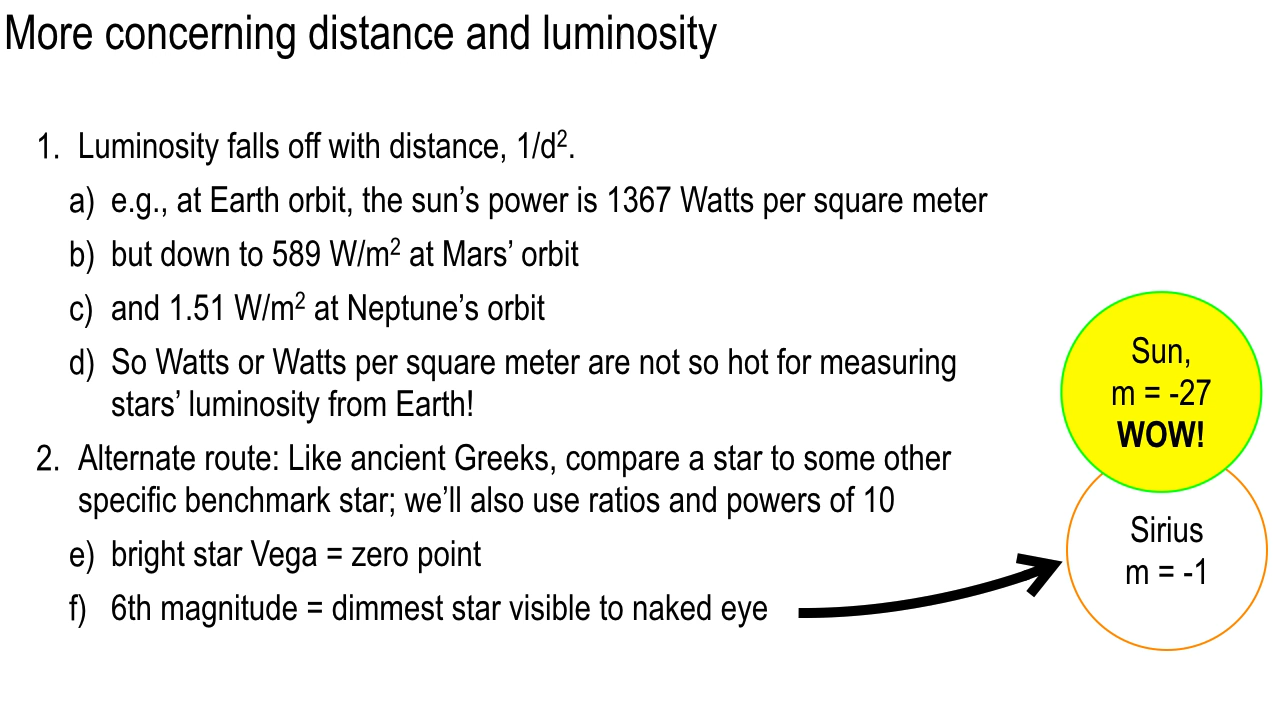 More concerning distance and luminosity
1. Luminosity falls off with distance, 1/d².
a) e.g., at Earth orbit, the sun’s power is 1367 Watts per square meter
b) but down to 589 W/m² at Mars’ orbit
c) and 1.51 W/m² at Neptune’s orbit
d) So Watts or Watts per square meter are not so hot for measuring
stars’ luminosity from Earth!
2. Alternate route: Like ancient Greeks, compare a star to some other
specific benchmark star; we’ll also use ratios and powers of 10
e) bright star Vega = zero point
f) 6th magnitude = dimmest star visible to naked eye
Sun,
m = -27
WOW!
Sirius
m = -1